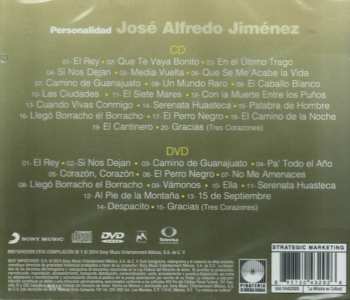 Personalidad José Alfredo Jiménez
CD
01-El Rey • 02-Que Te Vaya Bonito • 03-En el Último Trago
04-Si Nos Dejan • 05-Media Vuelta • 06-Que Se Me Acabe la Vida
07-Camino de Guanajuato • 08-Un Mundo Raro • 09-El Caballo Blanco
10-Las Ciudades • 11-El Siete Mares • 12-Con la Muerte Entre los Puños
13-Cuando Vivas Conmigo • 14-Serenata Huasteca • 15-Palabra de Hombre
16-Llegó Borracho el Borracho • 17-El Perro Negro • 18-El Camino de la Noche
19-El Cantinero • 20-Gracias (Tres Corazones)
DVD
01-El Rey • 02-Si Nos Dejan • 03-Camino de Guanajuato • 04-Pa' Todo el Año
05-Corazón, Corazón • 06-El Perro Negro • 07-No Me Amenaces
08-Llegó Borracho el Borracho • 09-Vámonos • 10-Ella • 11-Serenata Huasteca
12-Al Pie de la Montaña • 13-15 de Septiembre
14-Despacito • 15-Gracias (Tres Corazones)
SONY MUSIC
DVD
Televisa
PIRATERIA
STRATEGIC MARKETING